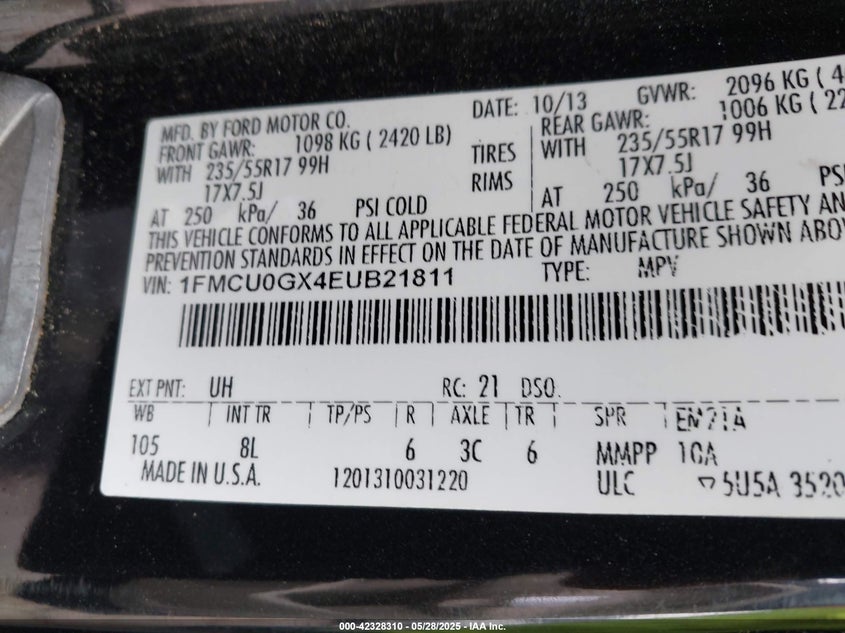 MFD. BY FORD MOTOR CO. DATE: 10/13 GVWR: 2096 KG ( 4
FRONT GAWR: 1098 KG ( 2420 LB) REAR GAWR: 1006 KG ( 22
WITH 235/55R17 99H TIRES WITH 235/55R17 99H
17X7.5J RIMS 17X7.5J
AT 250 kPa/ 36 PSI COLD AT 250 kPa/ 36 PSI
THIS VEHICLE CONFORMS TO ALL APPLICABLE FEDERAL MOTOR VEHICLE SAFETY AN
PREVENTION STANDARDS IN EFFECT ON THE DATE OF MANUFACTURE SHOWN ABOV
VIN: 1FMCU0GX4EUB21811 TYPE: MPV
EXT PNT: UH RC: 21 DSO:
WB INT TR TP/PS R AXLE TR SPR EM21A
105 8L 6 3C 6 MMPP 10A
MADE IN U.S.A. 1201310031220 ULC 5U5A 3520
000-42328310 - 05/28/2025 - IAA Inc.